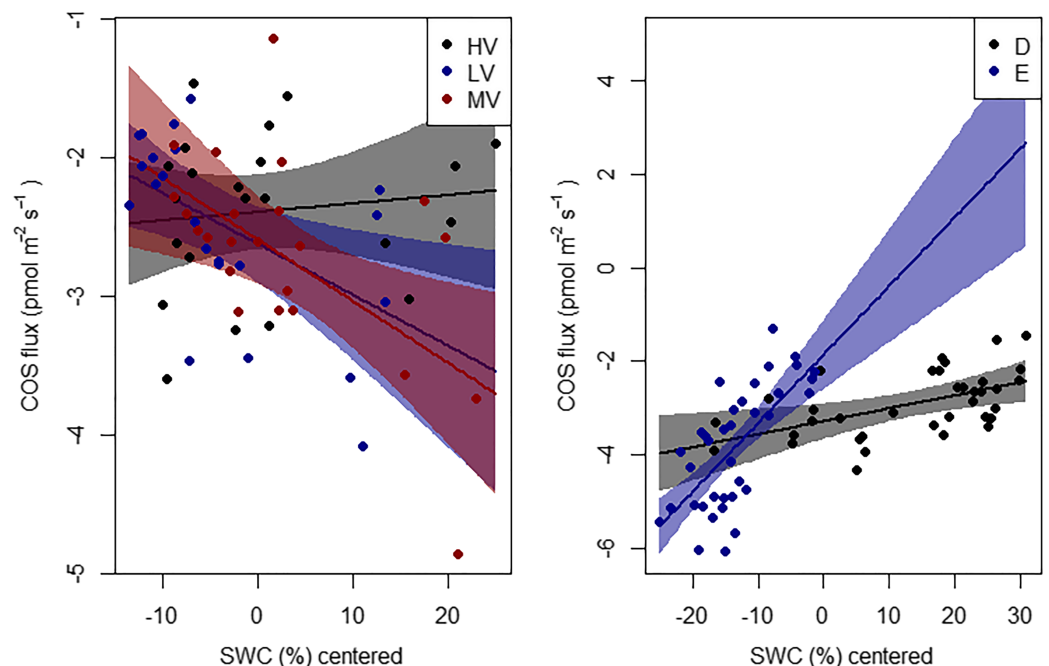 -1
-2
-3
-4
-5
COS flux (pmol m⁻² s⁻¹ )
HV
LV
MV
-10 0 10 20
SWC (%) centered
4
2
0
-2
-4
-6
COS flux (pmol m⁻² s⁻¹ )
D
E
-20 -10 0 10 20 30
SWC (%) centered